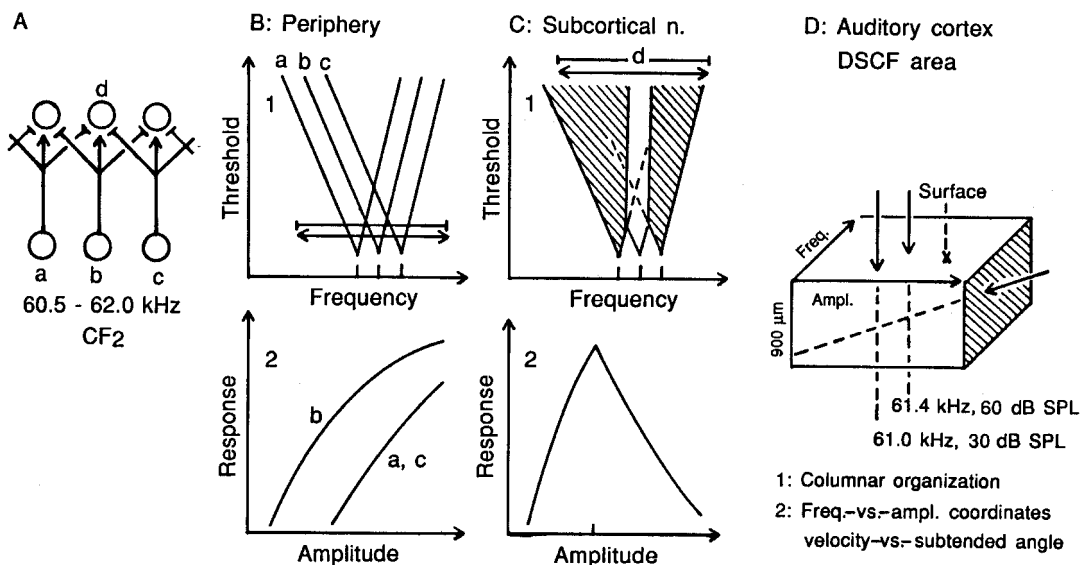 A
d
a
b
c
60.5 - 62.0 kHz
CF2
B: Periphery
a b c
1
Threshold
Frequency
2
b
a, c
Response
Amplitude
C: Subcortical n.
d
1
Threshold
Frequency
2
Response
Amplitude
D: Auditory cortex
DSCF area
Surface
Freq.
Ampl.
900 µm
61.4 kHz, 60 dB SPL
61.0 kHz, 30 dB SPL
1: Columnar organization
2: Freq.-vs.-ampl. coordinates
velocity-vs.-subtended angle